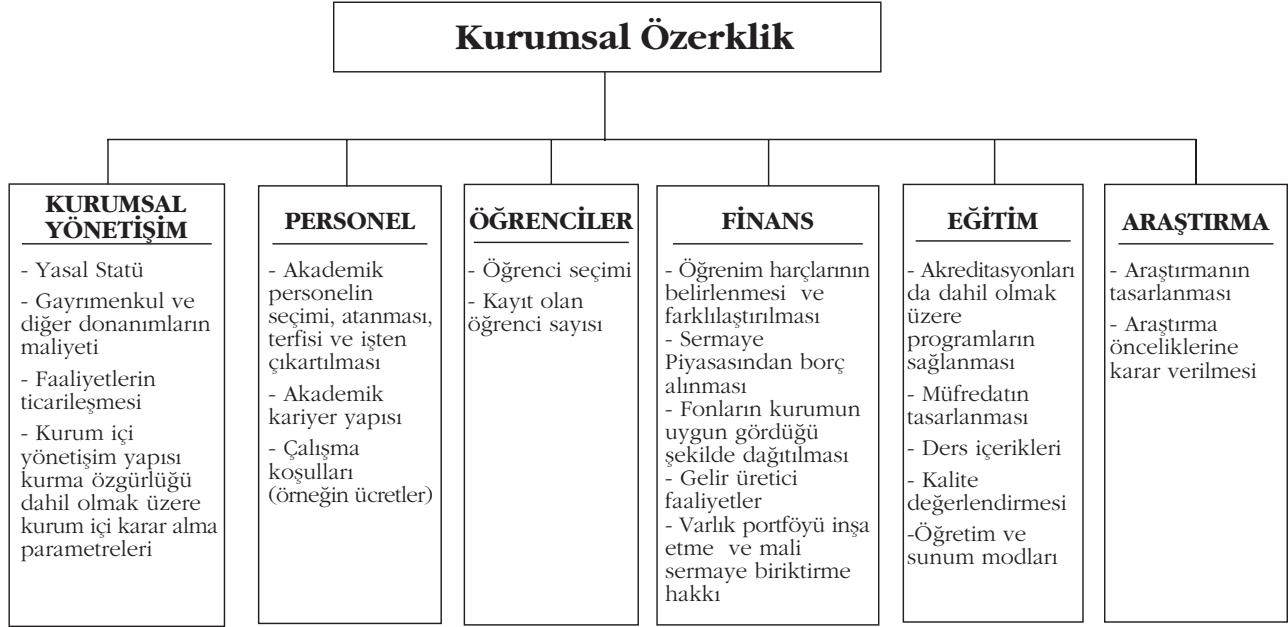 Kurumsal Özerklik
KURUMSAL
YÖNETİŞİM
- Yasal Statü
- Gayrımenkul ve
diğer donanımların
maliyeti
- Faaliyetlerin
ticarileşmesi
- Kurum içi
yönetişim yapısı
kurma özgürlüğü
dahil olmak üzere
kurum içi karar alma
parametreleri
PERSONEL
- Akademik
personelin
seçimi, atanması,
terfisi ve işten
çıkartılması
- Akademik
kariyer yapısı
- Çalışma
koşulları
(örneğin ücretler)
ÖĞRENCİLER
- Öğrenci seçimi
- Kayıt olan
öğrenci sayısı
FİNANS
- Öğrenim harçlarının
belirlenmesi ve
farklılaştırılması
- Sermaye
Piyasasından borç
alınması
- Fonların kurumun
uygun gördüğü
şekilde dağıtılması
- Gelir üretici
faaliyetler
- Varlık portföyü inşa
etme ve mali
sermaye biriktirme
hakkı
EĞİTİM
- Akreditasyonları
da dahil olmak
üzere
programların
sağlanması
- Müfredatın
tasarlanması
- Ders içerikleri
- Kalite
değerlendirmesi
-Öğretim ve
sunum modları
ARAŞTIRMA
- Araştırmanın
tasarlanması
- Araştırma
önceliklerine
karar verilmesi